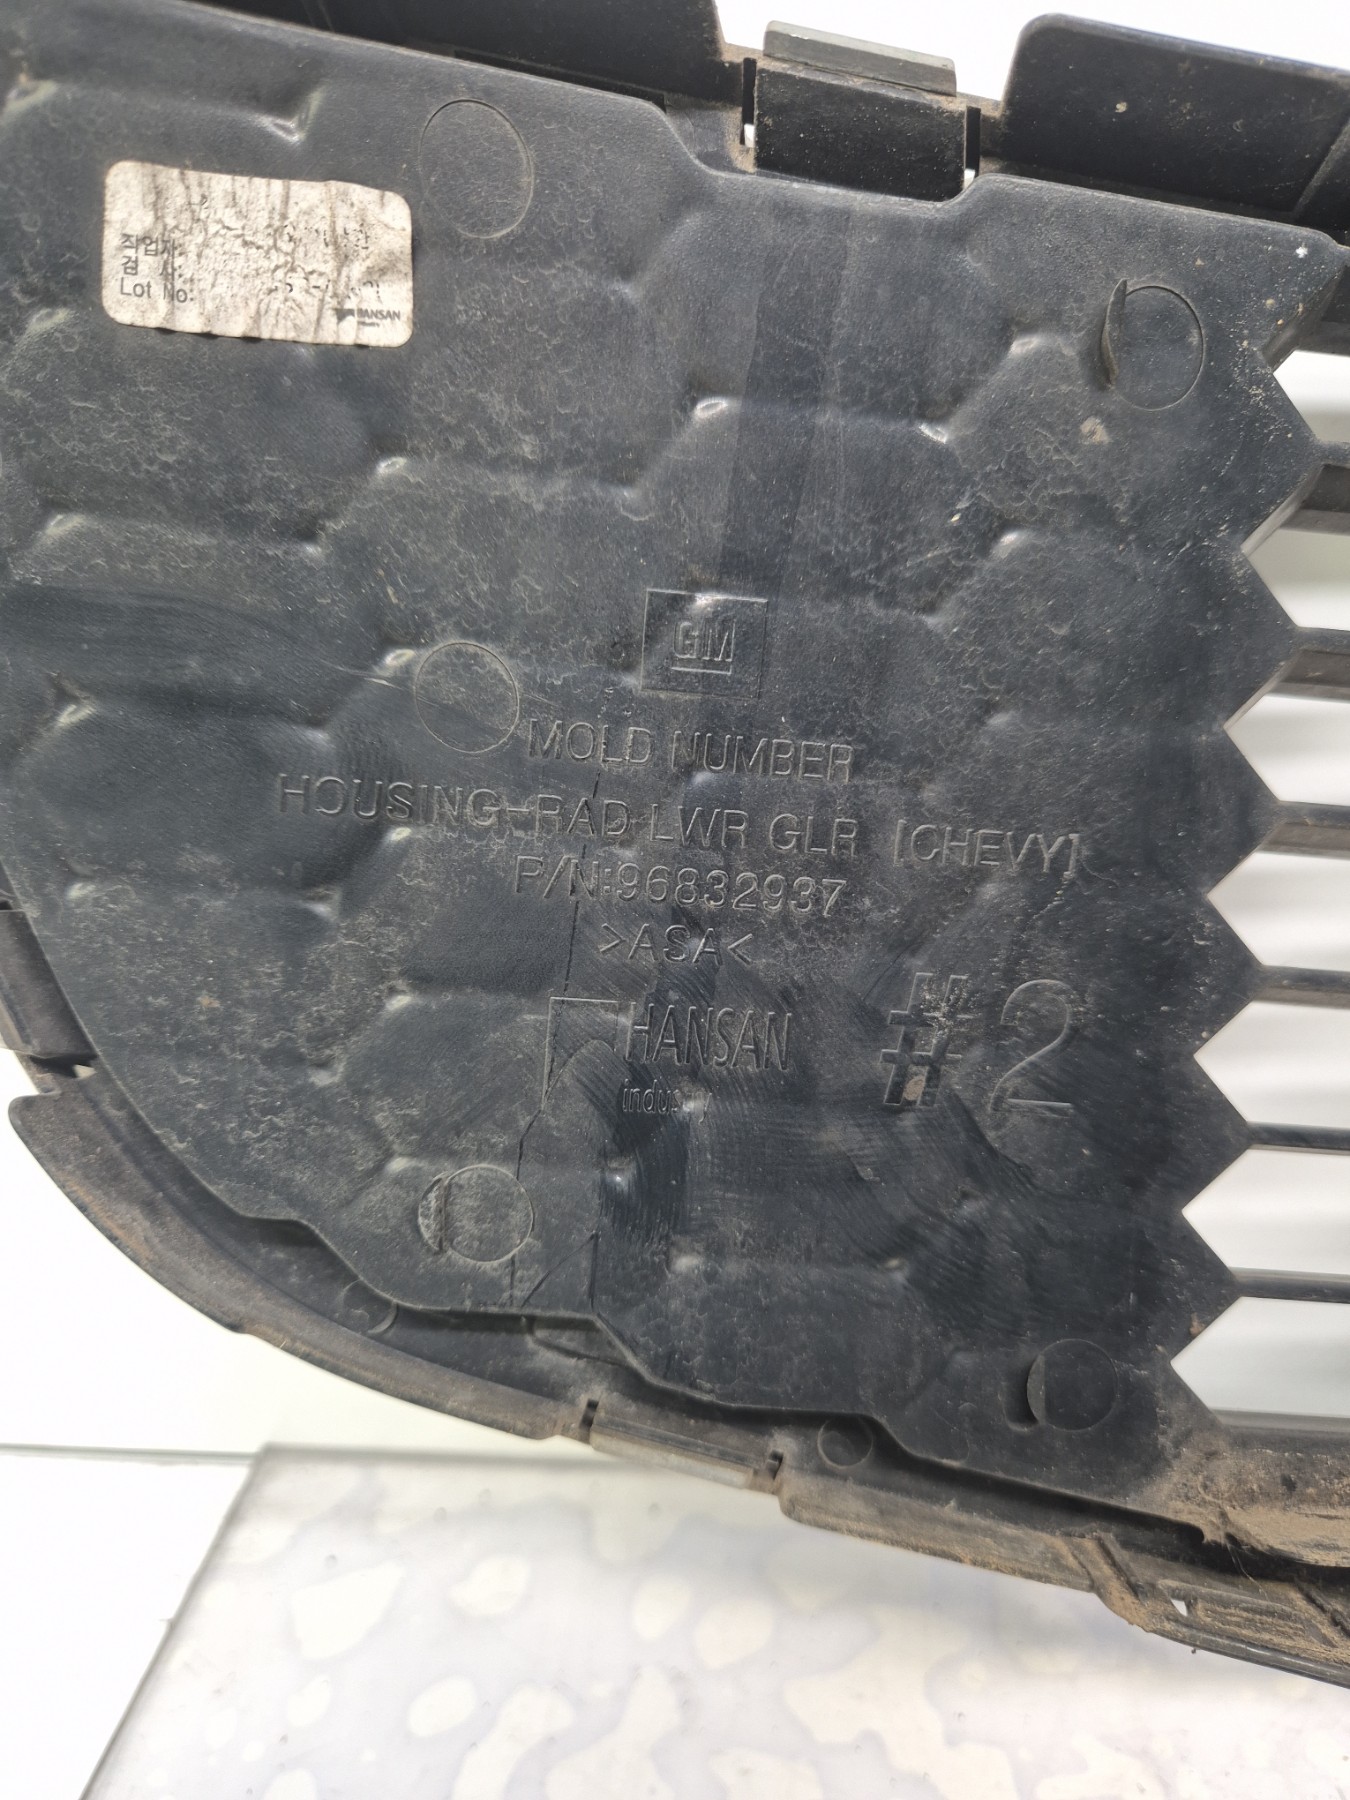 작업자:
검 사:
Lot No:
HANSAN
GM
MOLD NUMBER
HOUSING-RAD LWR GLR [CHEVY]
P/N:96832937
>ASA<
HANSAN
industry
#2